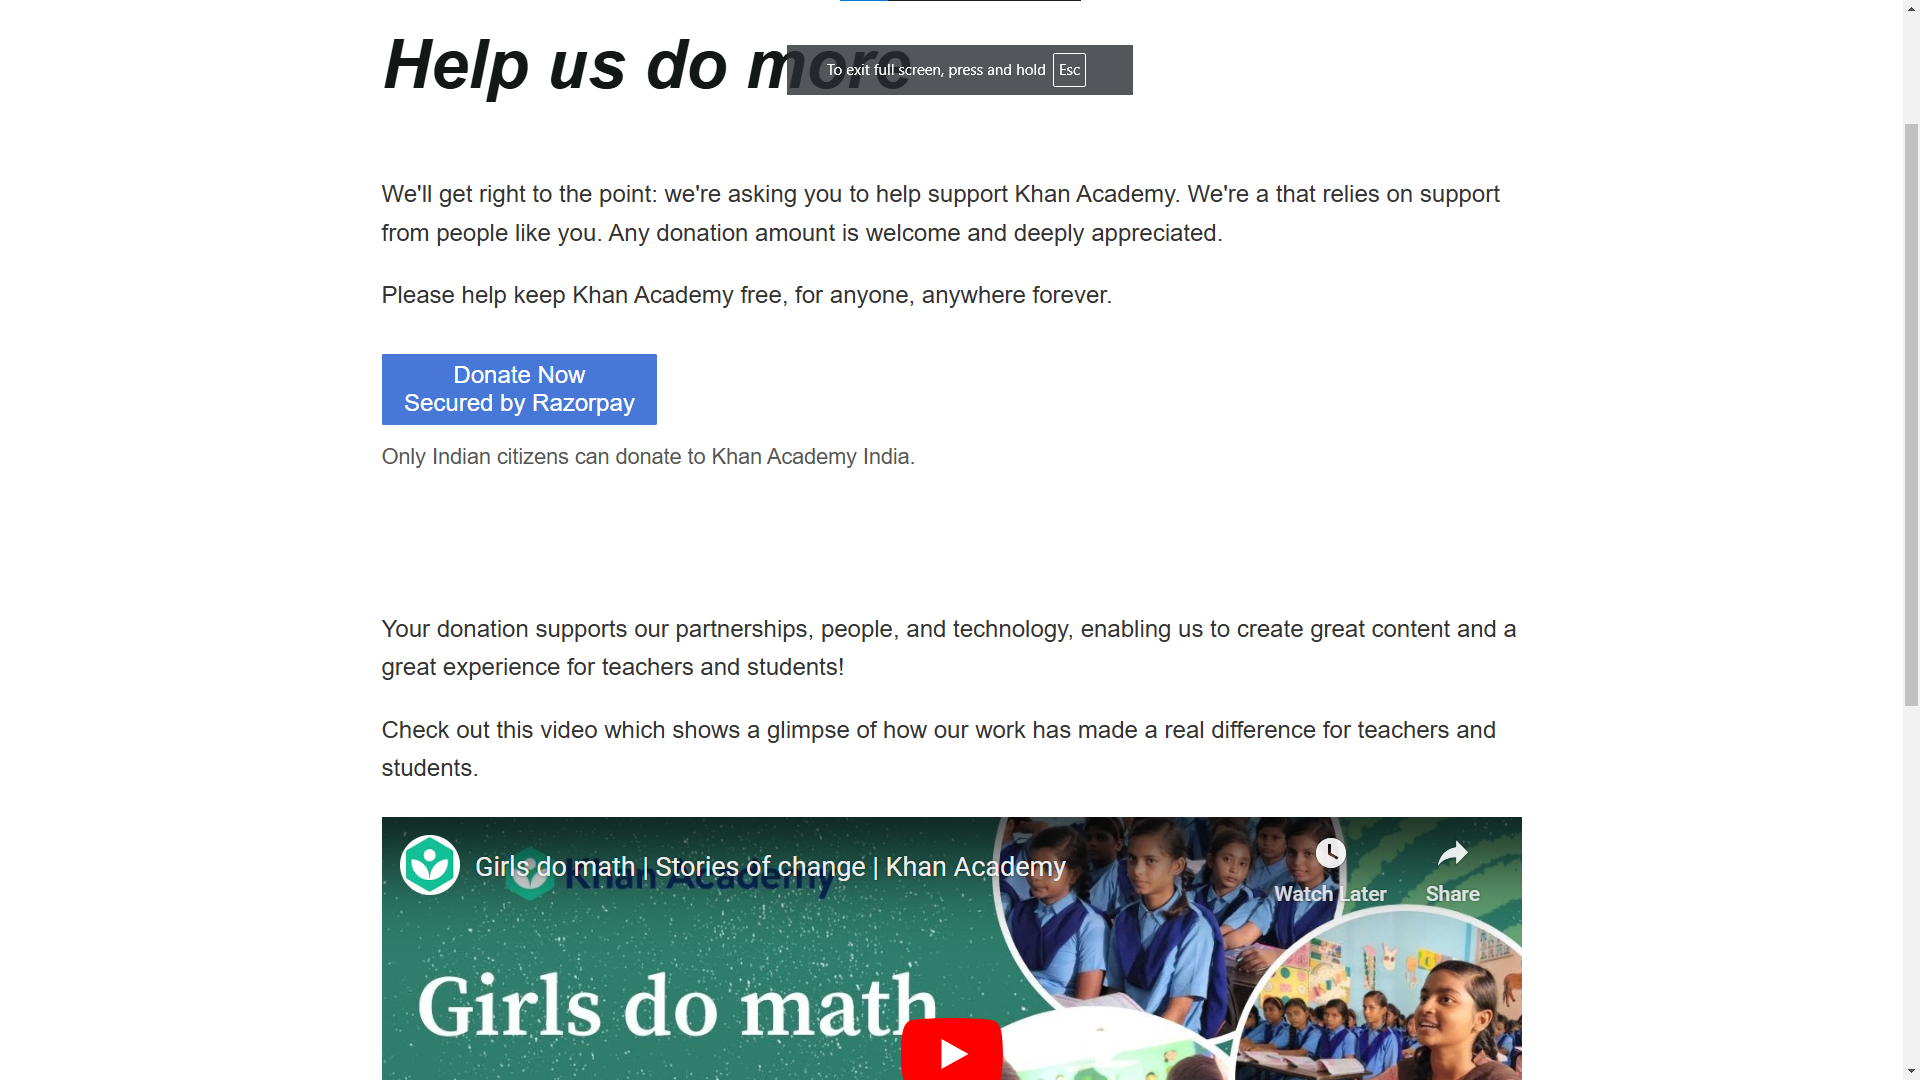 Help us do more
To exit full screen, press and hold Esc
We'll get right to the point: we're asking you to help support Khan Academy. We're a that relies on support
from people like you. Any donation amount is welcome and deeply appreciated.
Please help keep Khan Academy free, for anyone, anywhere forever.
Donate Now
Secured by Razorpay
Only Indian citizens can donate to Khan Academy India.
Your donation supports our partnerships, people, and technology, enabling us to create great content and a
great experience for teachers and students!
Check out this video which shows a glimpse of how our work has made a real difference for teachers and
students.
Girls do math | Stories of change | Khan Academy
Khan Academy
Watch Later
Share
Girls do math